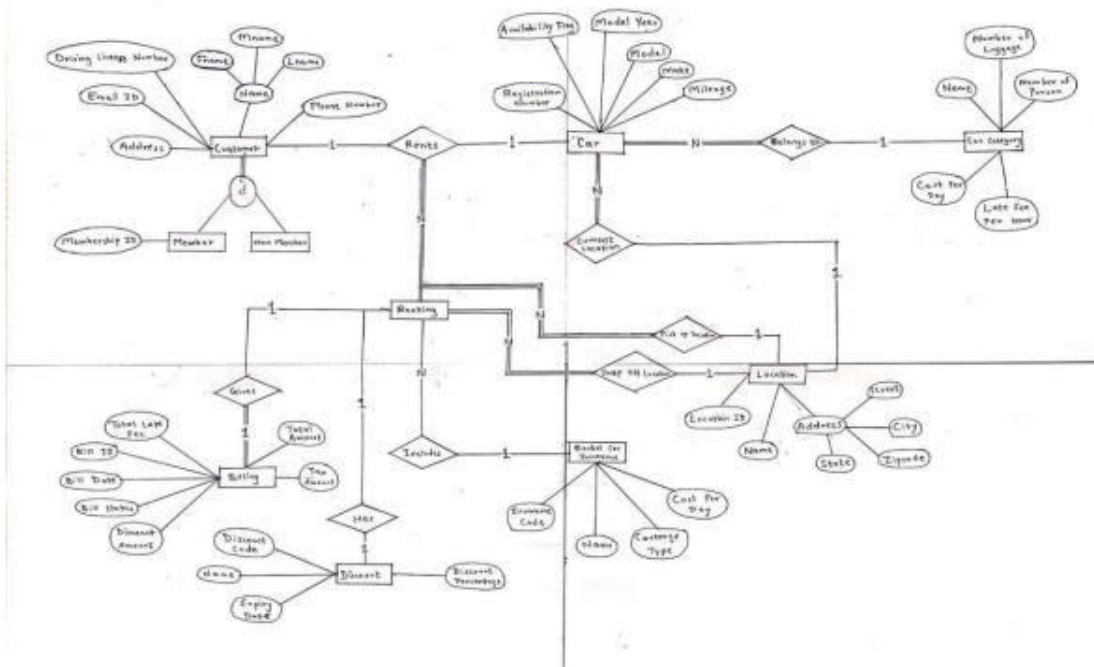 Mname
Availability Flag
Model Year
Number of
Luggage
Fname
Lname
Driving License Number
Name
Model
Make
Number of
Person
Email ID
Phone Number
Registration
Number
Mileage
Name
Address
Customer
1
Rents
1
Car
N
Belongs to
1
Car Category
d
Cost Per
Day
Late Fee
Per Hour
Membership ID
Member
Non Member
N
N
Current
Location
1
1
Booking
N
Pick up location
1
N
Drop off Location
1
Location
Gives
N
1
Location ID
Street
Address
City
Name
State
Zipcode
Total Late
Fee
1
Total
Amount
Bill ID
Includes
1
Bill Date
Billing
Tax
Amount
Bill Status
Cost Per
Day
Discount
Amount
Has
Code
Name
Coverage
Type
Discount
Code
1
Name
Discount
Discount
Percentage
Expiry
Date